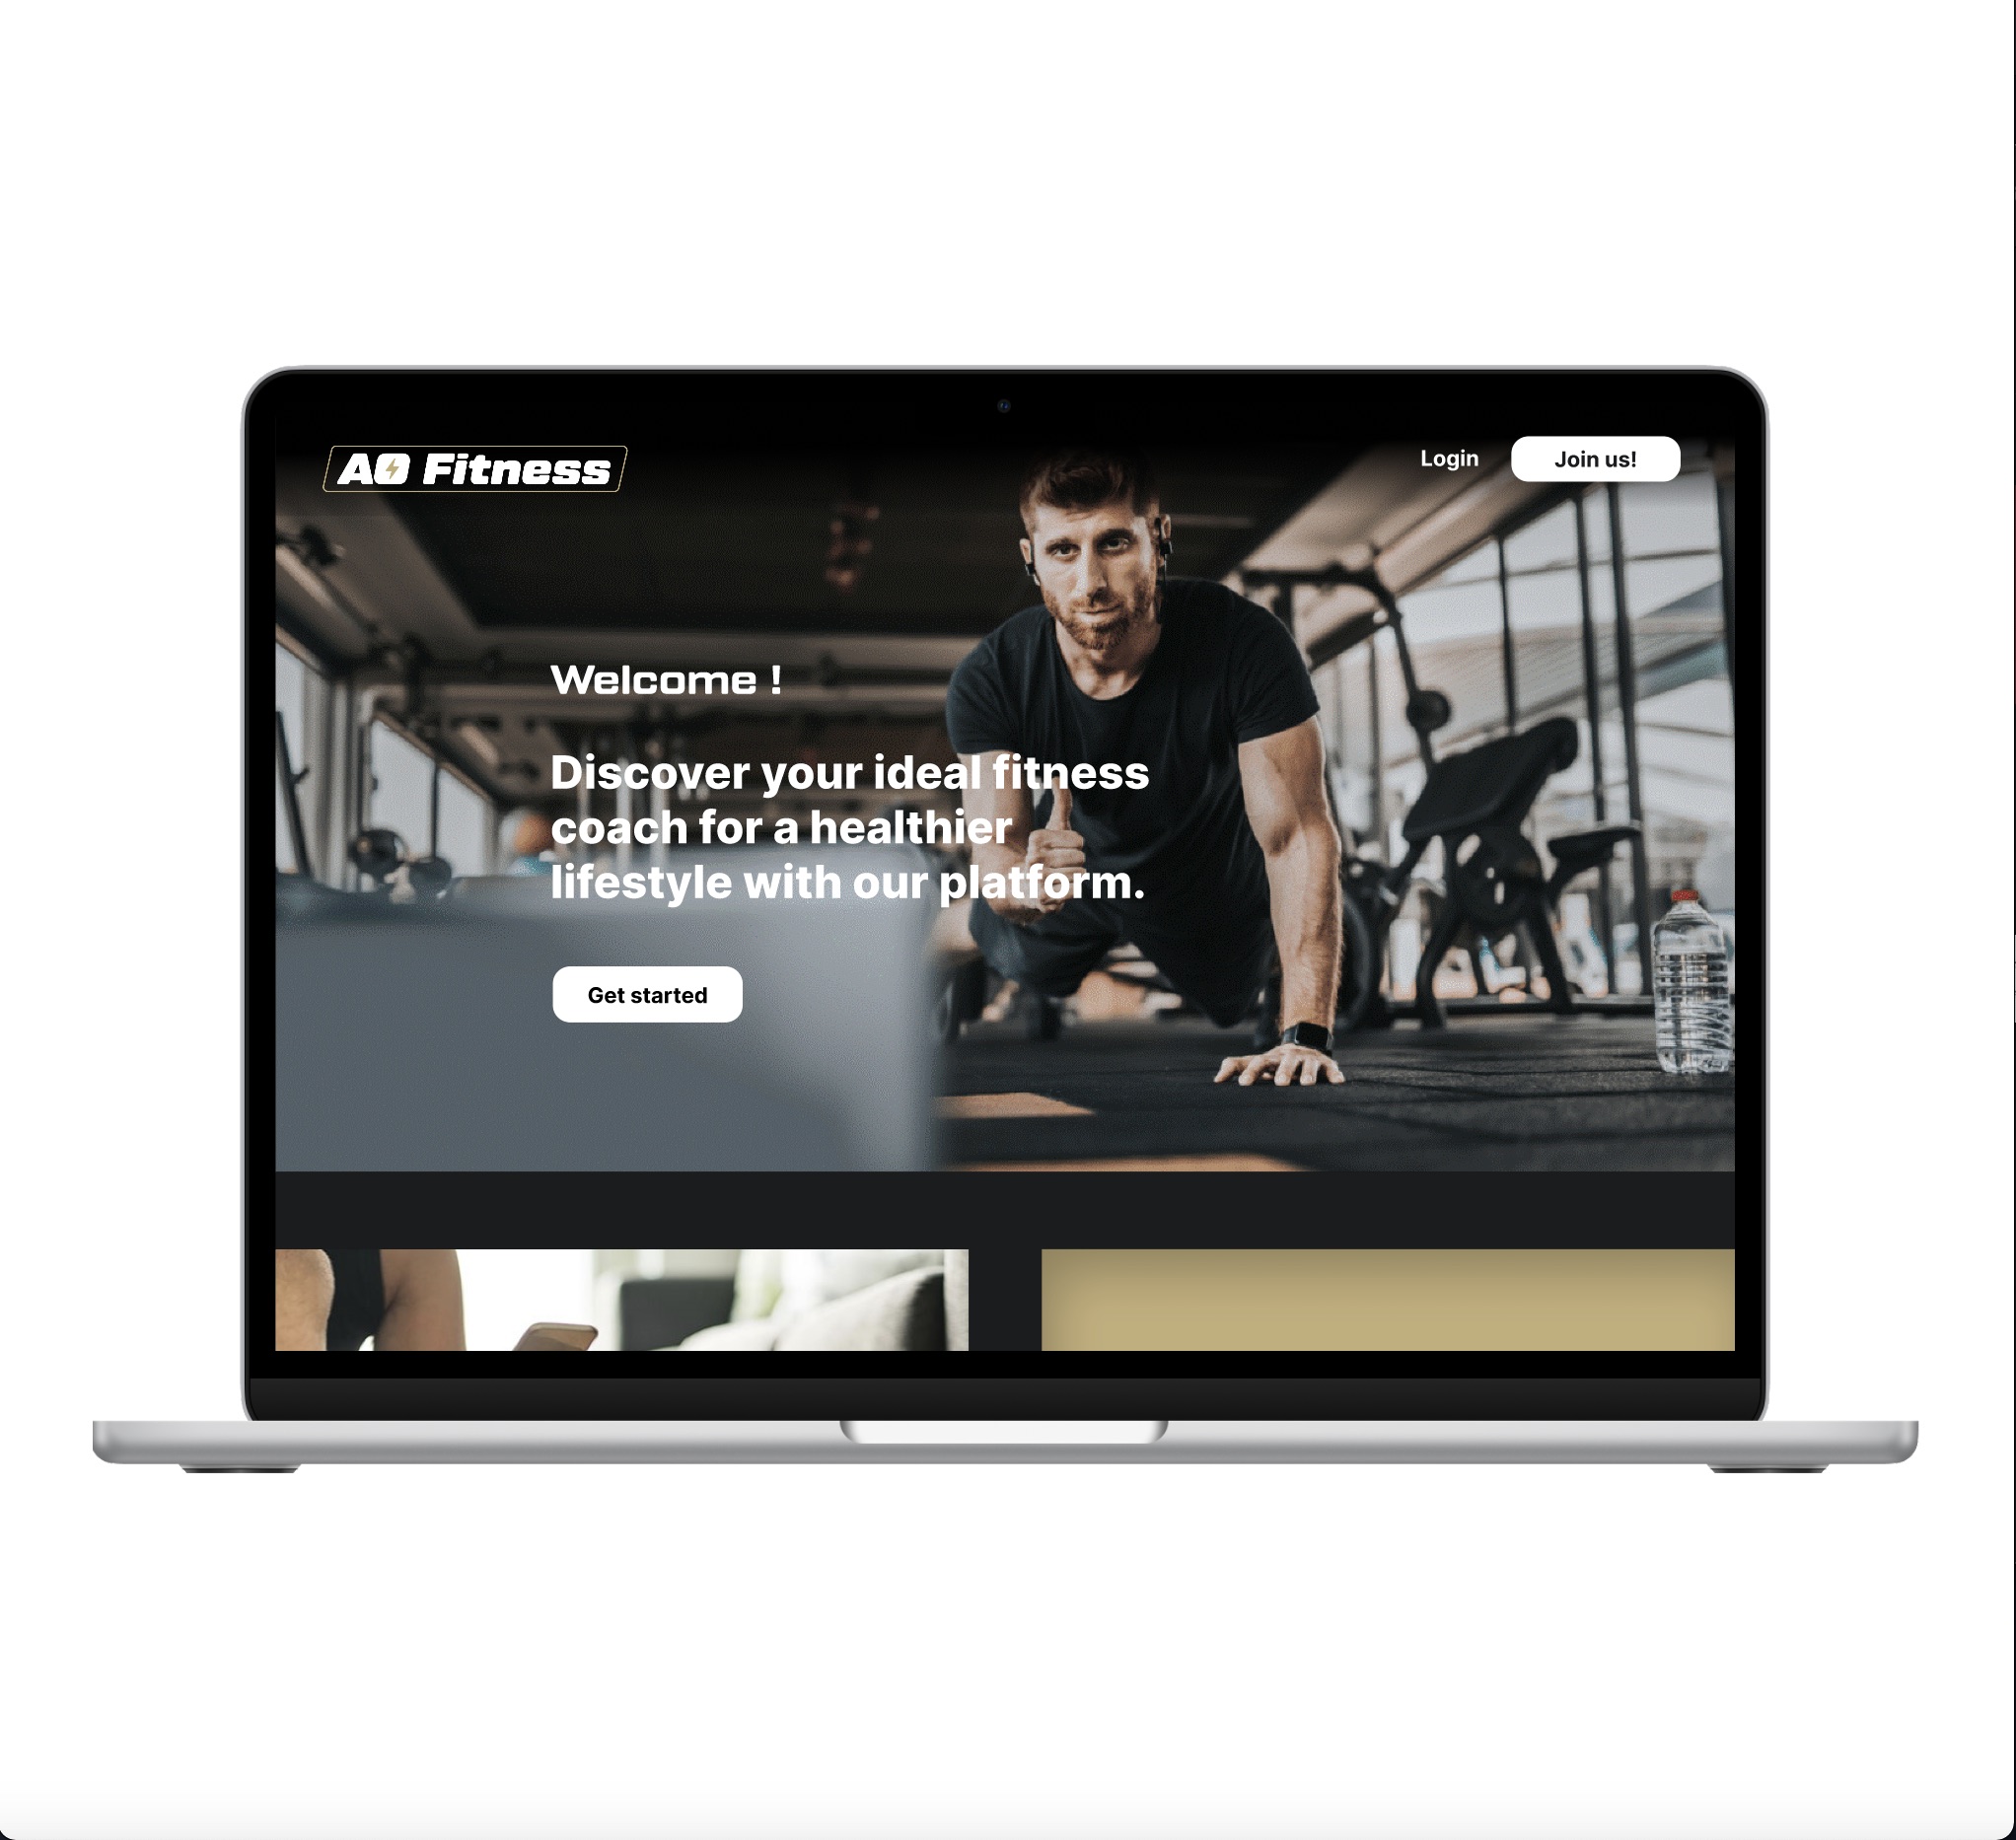 AO Fitness
Login
Join us!
Welcome !
Discover your ideal fitness
coach for a healthier
lifestyle with our platform.
Get started